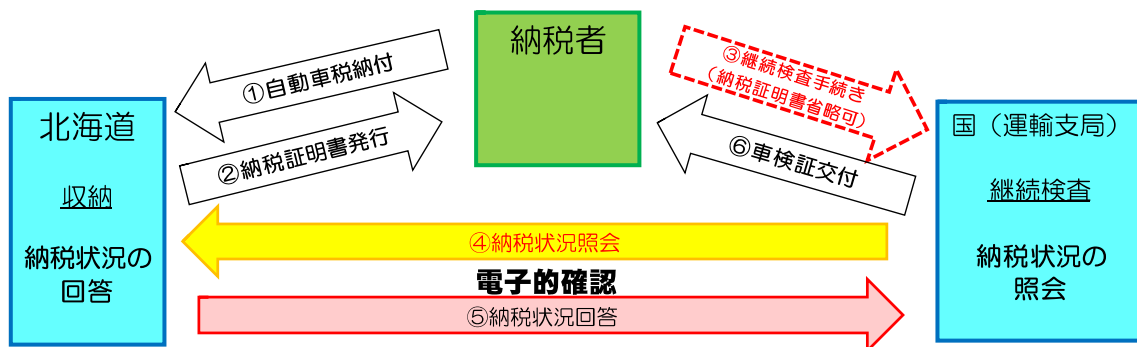 納税者
①自動車税納付
②納税証明書発行
③継続検査手続き
(納税証明書省略可)
⑥車検証交付
北海道
収納
納税状況の
回答
国（運輸支局）
継続検査
納税状況の
照会
④納税状況照会
電子的確認
⑤納税状況回答